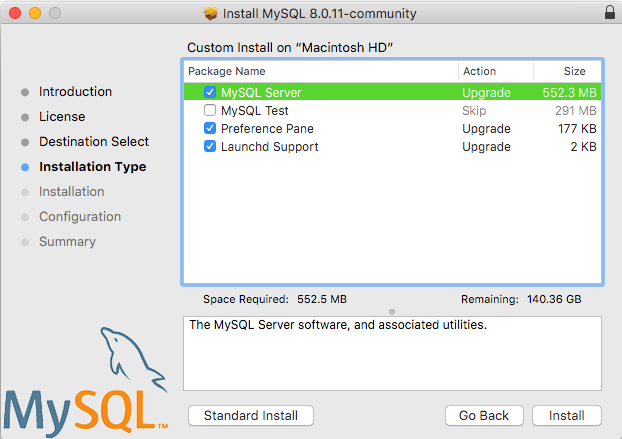 Install MySQL 8.0.11-community
Custom Install on “Macintosh HD”
Introduction
License
Destination Select
Installation Type
Installation
Configuration
Summary
Package Name Action Size
MySQL Server Upgrade 552.3 MB
MySQL Test Skip 291 MB
Preference Pane Upgrade 177 KB
Launchd Support Upgrade 2 KB
Space Required: 552.5 MB Remaining: 140.36 GB
The MySQL Server software, and associated utilities.
MySQL™
Standard Install Go Back Install